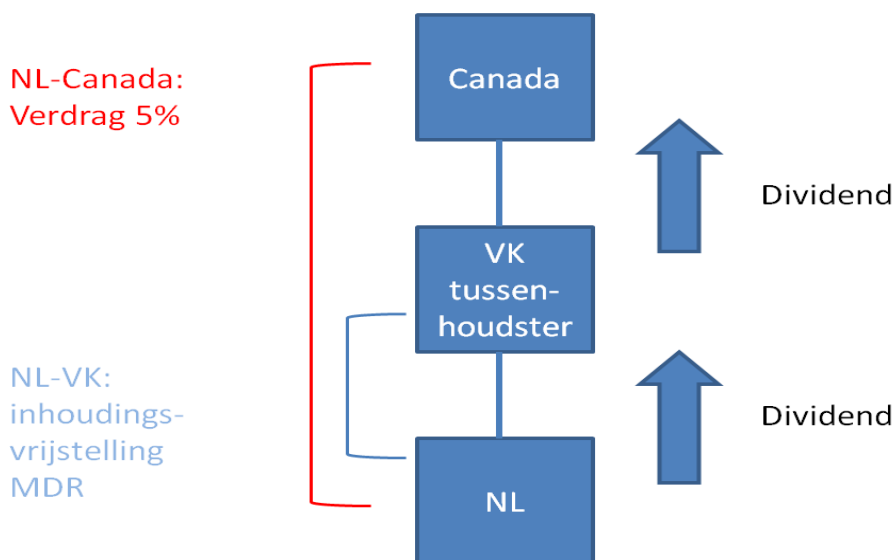 NL-Canada:
Verdrag 5%
Canada
Dividend
VK
tussen-
houdster
NL-VK:
inhoudings-
vrijstelling
MDR
Dividend
NL